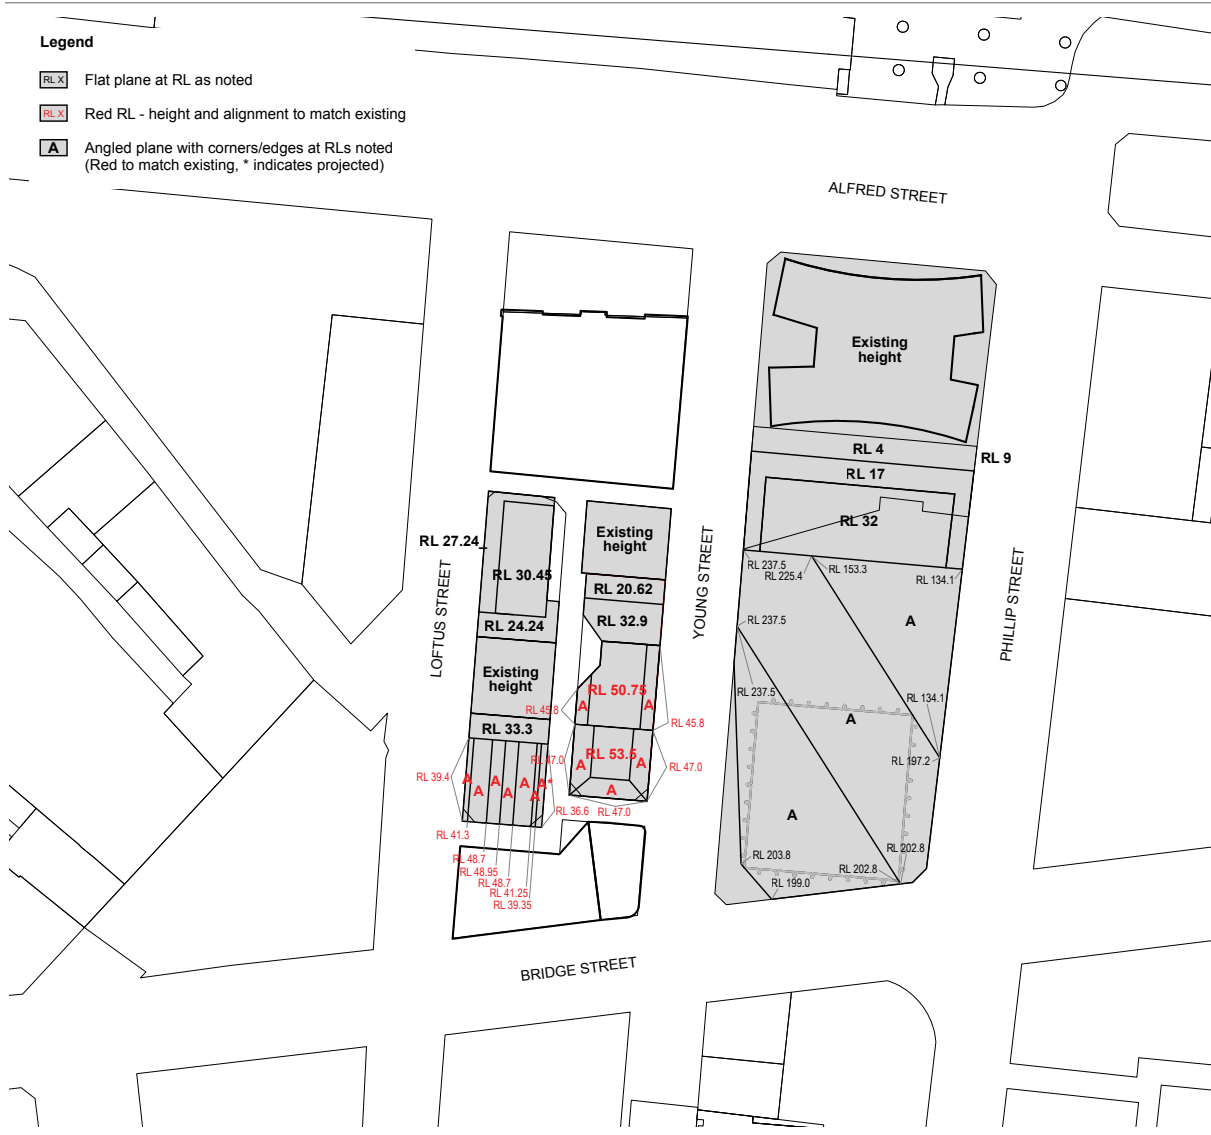 Legend
RL X Flat plane at RL as noted
RL X Red RL - height and alignment to match existing
A Angled plane with corners/edges at RLs noted
(Red to match existing, * indicates projected)
ALFRED STREET
Existing
height
RL 4
RL 9
RL 17
RL 32
RL 27.24
RL 30.45
RL 24.24
Existing
height
RL 33.3
Existing
height
RL 20.62
RL 32.9
RL 50.75
RL 53.5
LOFTUS STREET
YOUNG STREET
PHILLIP STREET
RL 237.5
RL 225.4
RL 153.3
RL 134.1
A
RL 237.5
RL 237.5
RL 134.1
A
RL 197.2
A
RL 203.8
RL 202.8
RL 202.8
RL 199.0
RL 45.8
A
A
RL 45.8
RL 47.0
A
A
A
RL 47.0
RL 47.0
RL 39.4
A
A
A
A
A
A
A*
RL 36.6
RL 41.3
RL 48.7
RL 48.95
RL 48.7
RL 41.25
RL 39.35
BRIDGE STREET